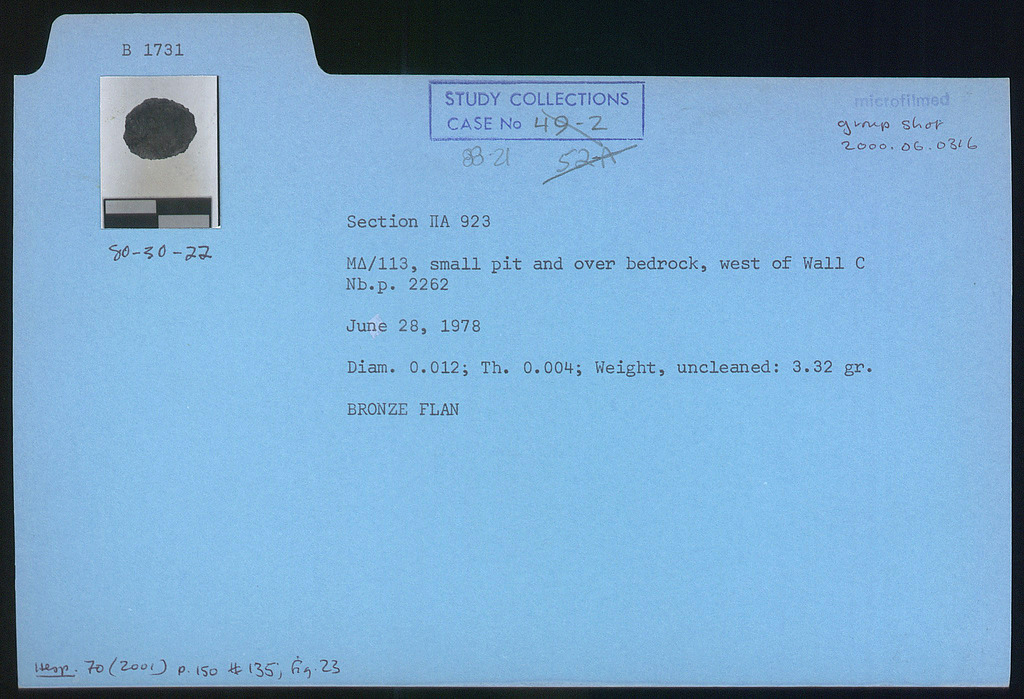 B 1731
STUDY COLLECTIONS
CASE No 49-2
BB-21 52-A
microfilmed
group shot
2000.06.0316
80-30-22
Section ΠA 923
MΔ/113, small pit and over bedrock, west of Wall C
Nb.p. 2262
June 28, 1978
Diam. 0.012; Th. 0.004; Weight, uncleaned: 3.32 gr.
BRONZE FLAN
Hesp. 70 (2001) p. 150 # 135, fig. 23